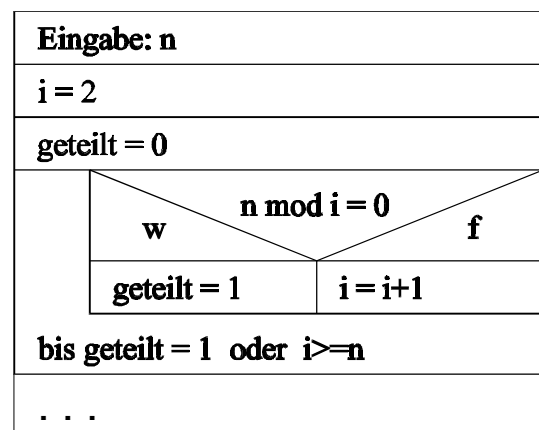 Eingabe: n
i = 2
geteilt = 0
n mod i = 0
w
f
geteilt = 1
i = i+1
bis geteilt = 1 oder i>=n
. . .